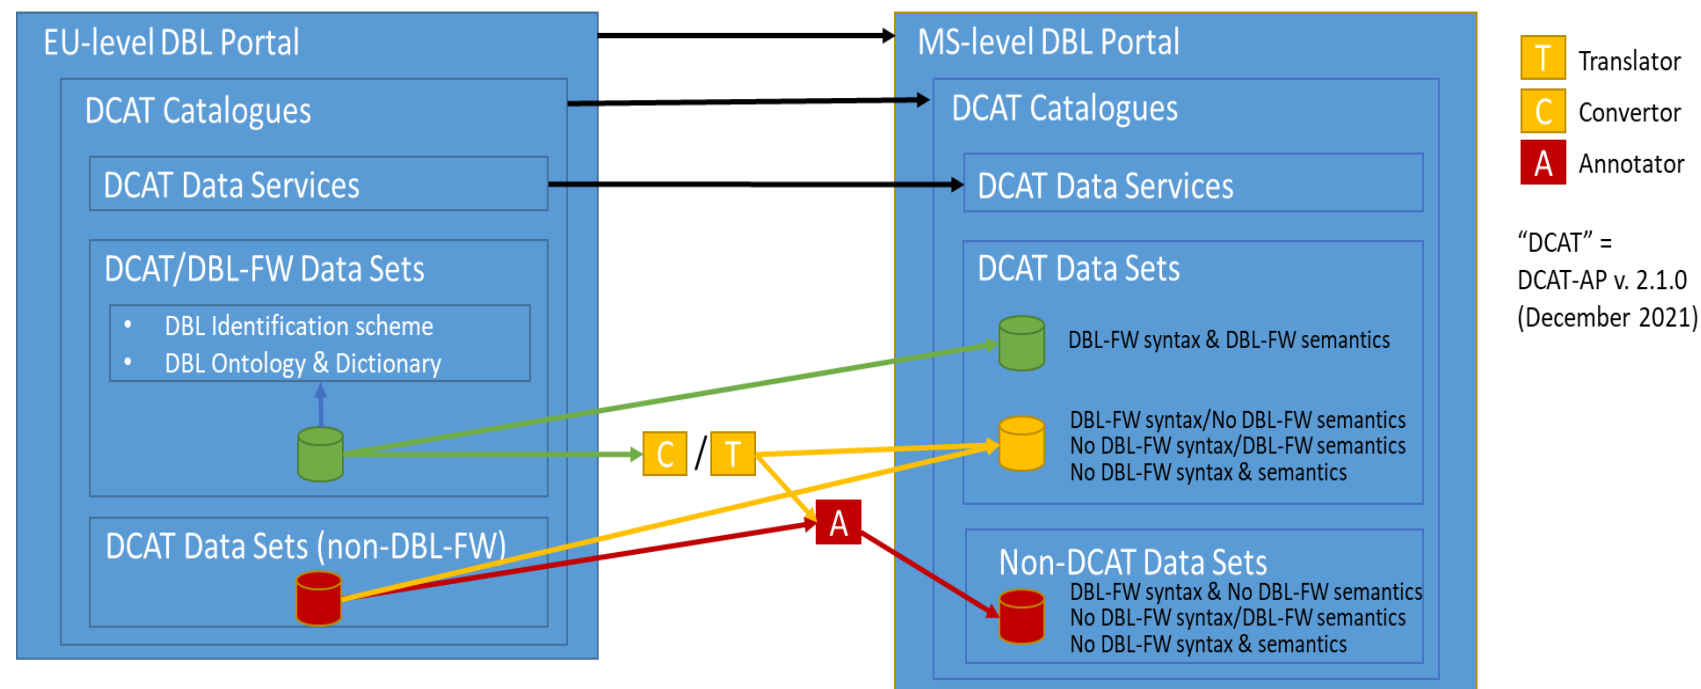 EU-level DBL Portal
DCAT Catalogues
DCAT Data Services
DCAT/DBL-FW Data Sets
• DBL Identification scheme
• DBL Ontology & Dictionary
DCAT Data Sets (non-DBL-FW)
C / T
A
MS-level DBL Portal
DCAT Catalogues
DCAT Data Services
DCAT Data Sets
DBL-FW syntax & DBL-FW semantics
DBL-FW syntax/No DBL-FW semantics
No DBL-FW syntax/DBL-FW semantics
No DBL-FW syntax & semantics
Non-DCAT Data Sets
DBL-FW syntax & No DBL-FW semantics
No DBL-FW syntax/DBL-FW semantics
No DBL-FW syntax & semantics
T Translator
C Convertor
A Annotator
“DCAT” =
DCAT-AP v. 2.1.0
(December 2021)